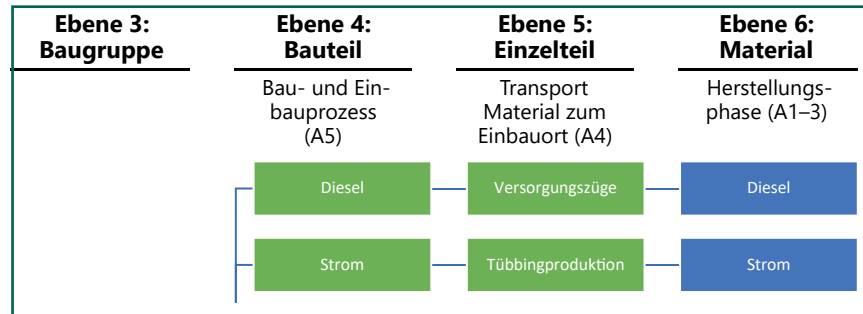 Ebene 3:
Baugruppe
Ebene 4:
Bauteil
Ebene 5:
Einzelteil
Ebene 6:
Material
Bau- und Ein-
bauprozess
(A5)
Transport
Material zum
Einbauort (A4)
Herstellungs-
phase (A1–3)
Diesel
Versorgungszüge
Diesel
Strom
Tübbingproduktion
Strom